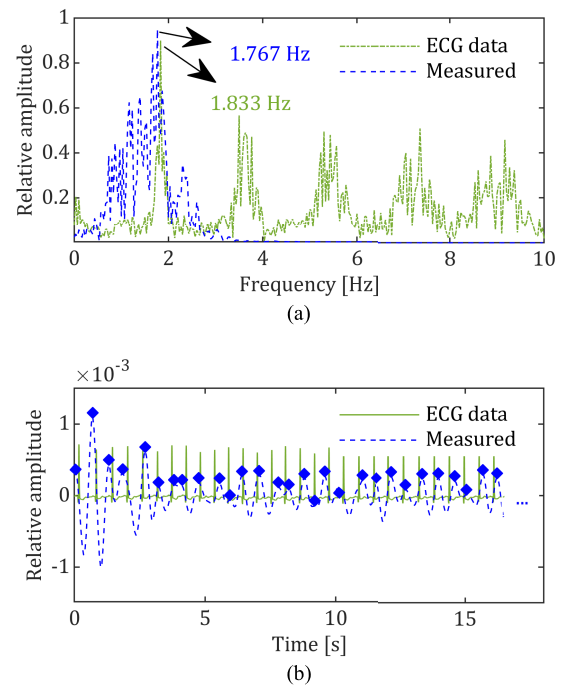 1
0.8
0.6
0.4
0.2
0 2 4 6 8 10
Relative amplitude
Frequency [Hz]
ECG data
Measured
1.767 Hz
1.833 Hz
(a)
×10⁻³
1
0
-1
0 5 10 15
Relative amplitude
Time [s]
ECG data
Measured
...
(b)